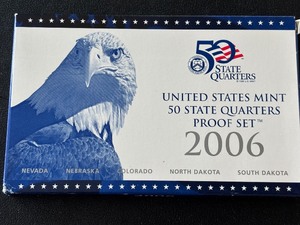 50
STATE
QUARTERS
UNITED STATES MINT
50 STATE QUARTERS
PROOF SET™
2006
NEVADA NEBRASKA COLORADO NORTH DAKOTA SOUTH DAKOTA